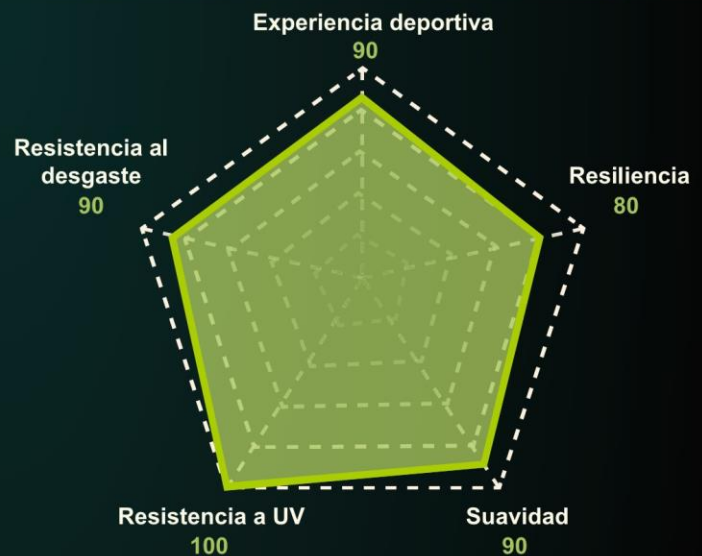 Experiencia deportiva
90
Resistencia al
desgaste
90
Resiliencia
80
Resistencia a UV
100
Suavidad
90